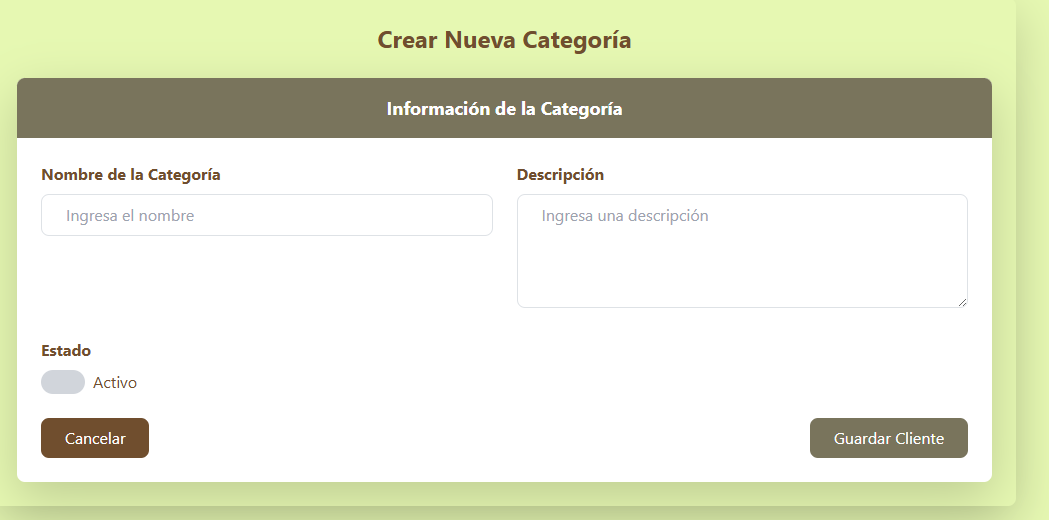 Crear Nueva Categoría
Información de la Categoría
Nombre de la Categoría
Ingresa el nombre
Descripción
Ingresa una descripción
Estado
Activo
Cancelar
Guardar Cliente